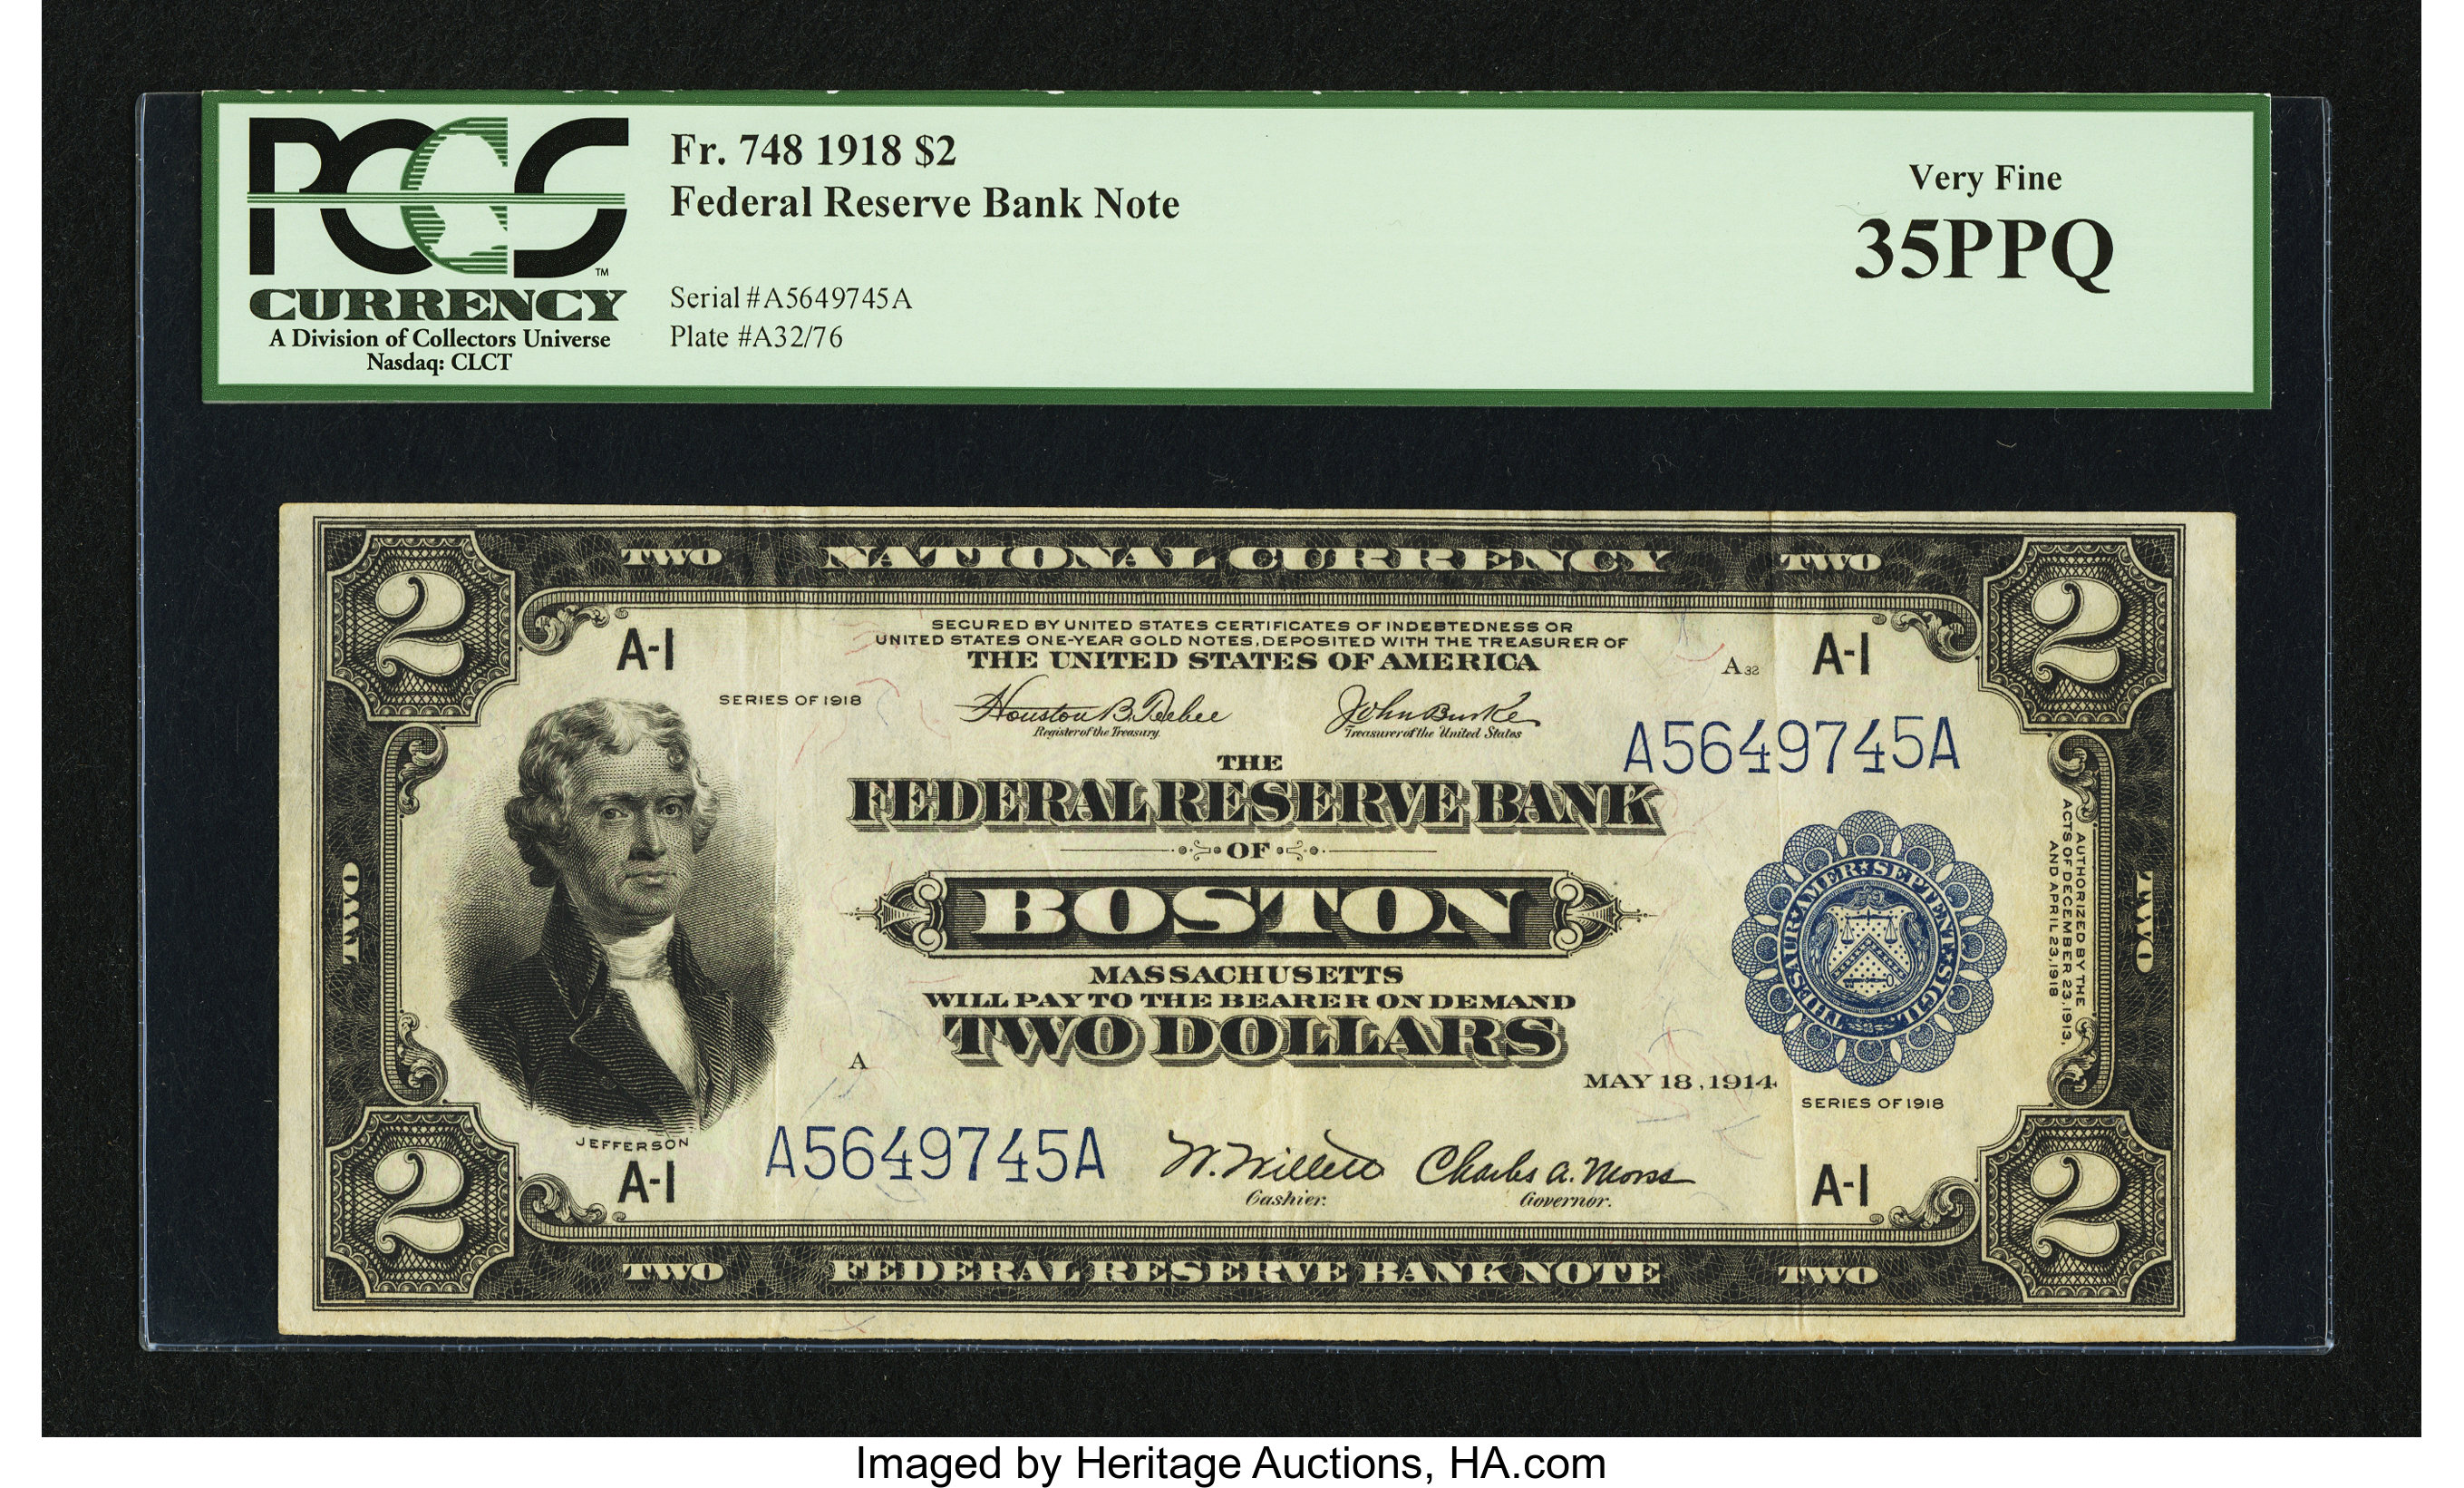 PCGS
TM
CURRENCY
A Division of Collectors Universe
Nasdaq: CLCT
Fr. 748 1918 $2
Federal Reserve Bank Note
Serial #A5649745A
Plate #A32/76
Very Fine
35PPQ
2 TWO NATIONAL CURRENCY TWO 2
SECURED BY UNITED STATES CERTIFICATES OF INDEBTEDNESS OR
UNITED STATES ONE-YEAR GOLD NOTES, DEPOSITED WITH THE TREASURER OF
THE UNITED STATES OF AMERICA
A-1
A32 A-1
SERIES OF 1918
Houston B. Teehee
Register of the Treasury.
John Burke
Treasurer of the United States
A5649745A
THE
FEDERAL RESERVE BANK
OF
BOSTON
MASSACHUSETTS
WILL PAY TO THE BEARER ON DEMAND
TWO DOLLARS
TWO
TWO
THESAUR·AMER·SEPTENT·SIGIL
AUTHORIZED BY THE
ACTS OF DECEMBER 23, 1913,
AND APRIL 23, 1918
A
MAY 18, 1914
SERIES OF 1918
JEFFERSON
A-1
A5649745A
W. Willett
Cashier.
Charles A. Morss
Governor.
A-1
2 TWO FEDERAL RESERVE BANK NOTE TWO 2
Imaged by Heritage Auctions, HA.com